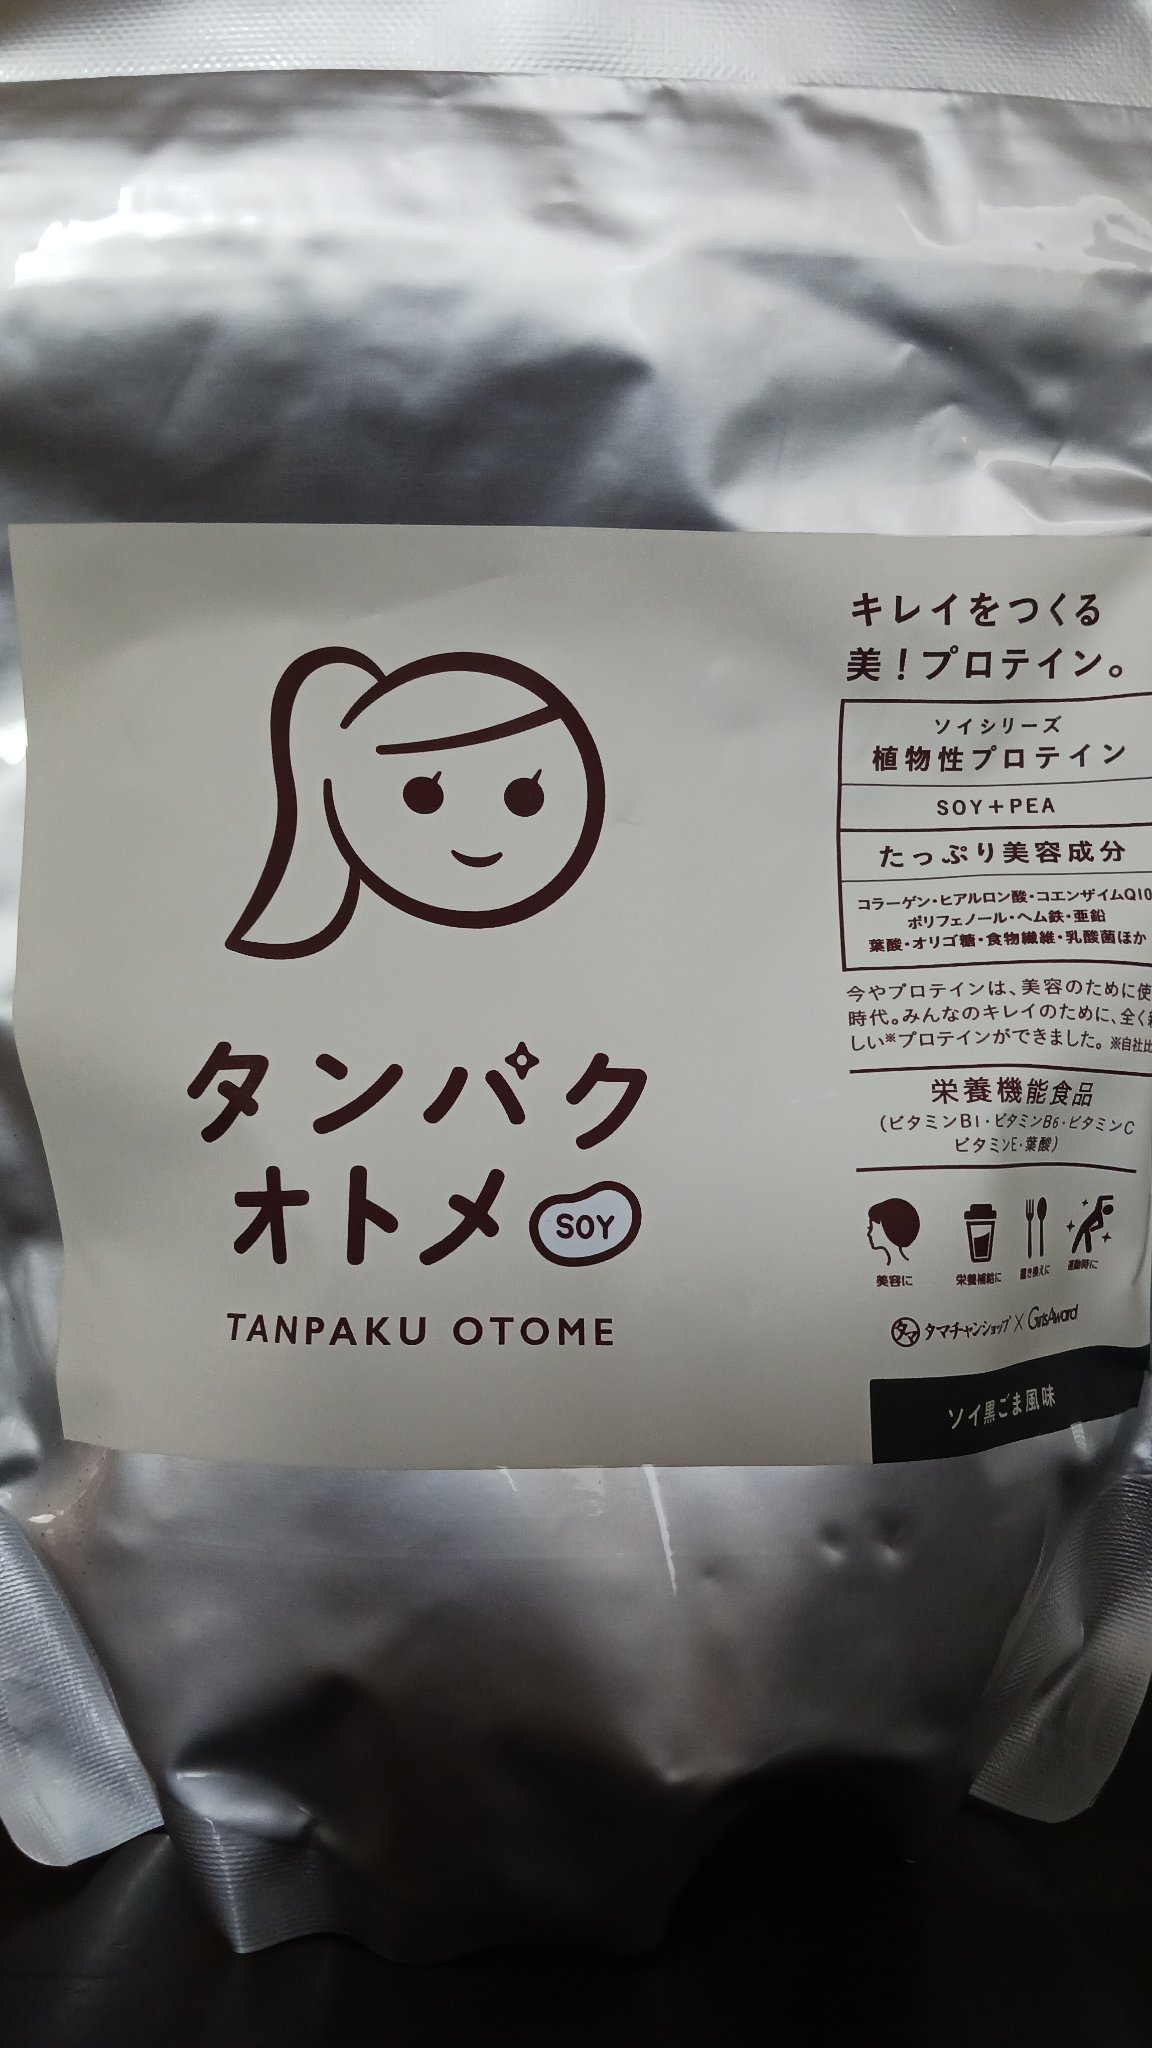 キレイをつくる
美！プロテイン。
ソイシリーズ
植物性プロテイン
SOY+PEA
たっぷり美容成分
コラーゲン・ヒアルロン酸・コエンザイムQ10
ポリフェノール・ヘム鉄・亜鉛
葉酸・オリゴ糖・食物繊維・乳酸菌ほか
今やプロテインは、美容のために使
時代。みんなのキレイのために、全く新
しい※プロテインができました。※自社比
栄養機能食品
(ビタミンB1・ビタミンB6・ビタミンC
ビタミンE・葉酸)
美容に
栄養補給に
置き換えに
運動時に
タマ タマチャンショップ × GirlsAward
ソイ黒ごま風味
タンパク
オトメ SOY
TANPAKU OTOME